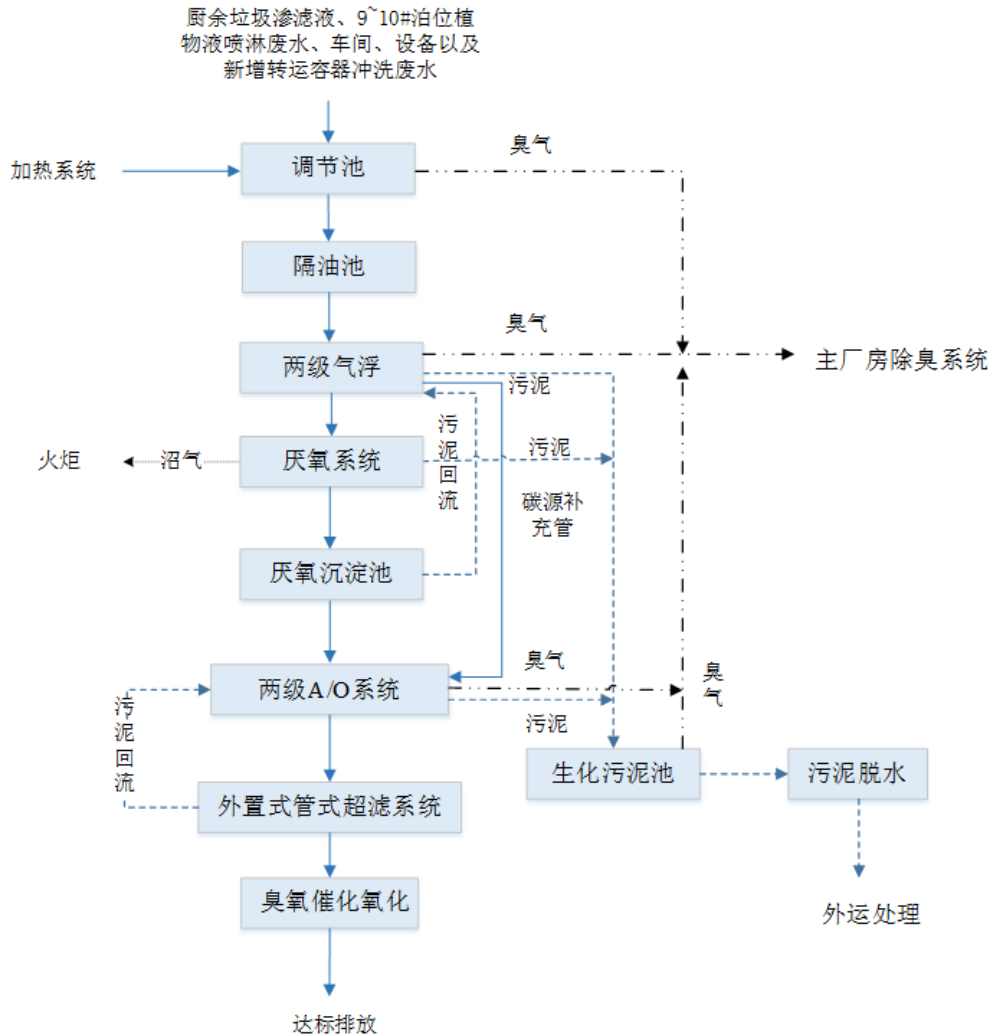 厨余垃圾渗滤液、9~10#泊位植
物液喷淋废水、车间、设备以及
新增转运容器冲洗废水
加热系统
调节池
臭气
隔油池
两级气浮
臭气
主厂房除臭系统
污泥
火炬
沼气
厌氧系统
污泥回流
污泥
碳源补
充管
厌氧沉淀池
两级A/O系统
臭气
臭气
污泥
污泥回流
生化污泥池
污泥脱水
外置式管式超滤系统
臭氧催化氧化
外运处理
达标排放